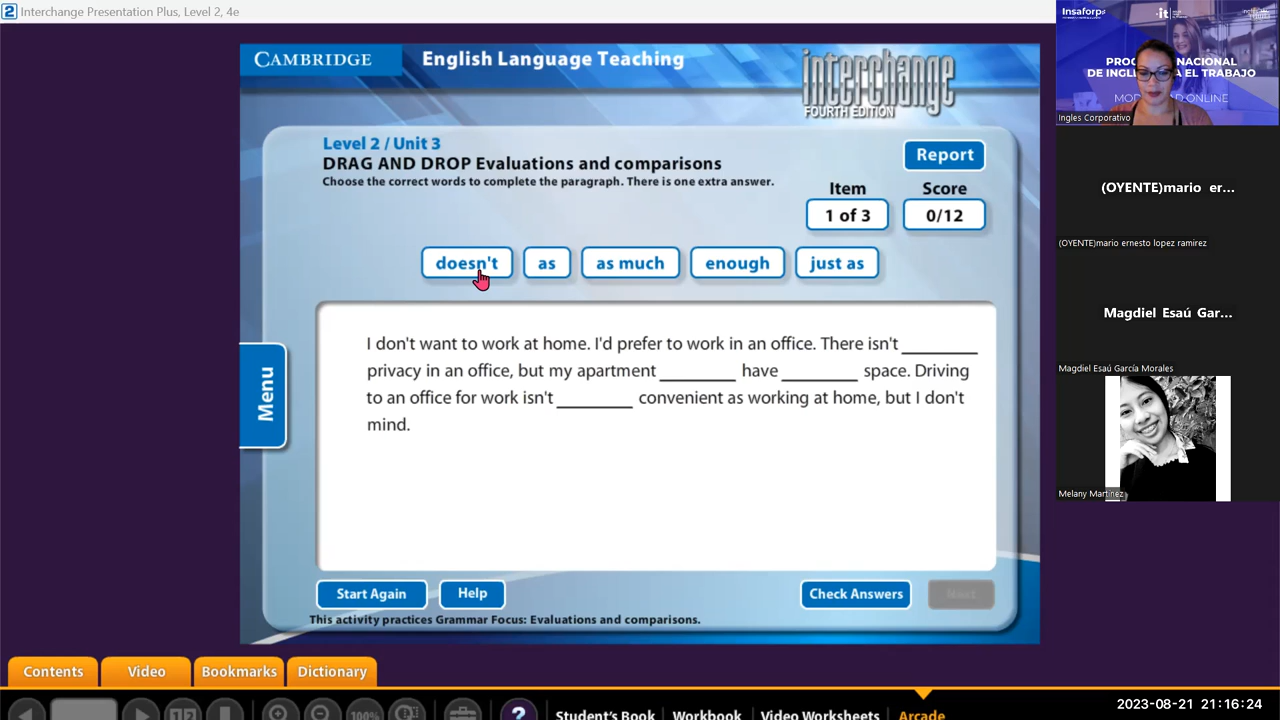 Interchange Presentation Plus, Level 2, 4e
CAMBRIDGE
English Language Teaching
interchange
FOURTH EDITION
Level 2 / Unit 3
DRAG AND DROP Evaluations and comparisons
Choose the correct words to complete the paragraph. There is one extra answer.
Report
Item
Score
1 of 3
0/12
doesn't
as
as much
enough
just as
I don't want to work at home. I'd prefer to work in an office. There isn't ________
privacy in an office, but my apartment ________ have ________ space. Driving
to an office for work isn't ________ convenient as working at home, but I don't
mind.
Menu
Start Again
Help
Check Answers
Next
This activity practices Grammar Focus: Evaluations and comparisons.
Contents
Video
Bookmarks
Dictionary
100%
?
Student's Book
Workbook
Video Worksheets
Arcade
Insaforp
Ingles Corporativo
(OYENTE)mario er...
(OYENTE)mario ernesto lopez ramirez
Magdiel Esaú Gar...
Magdiel Esaú García Morales
Melany Martinez
2023-08-21 21:16:24